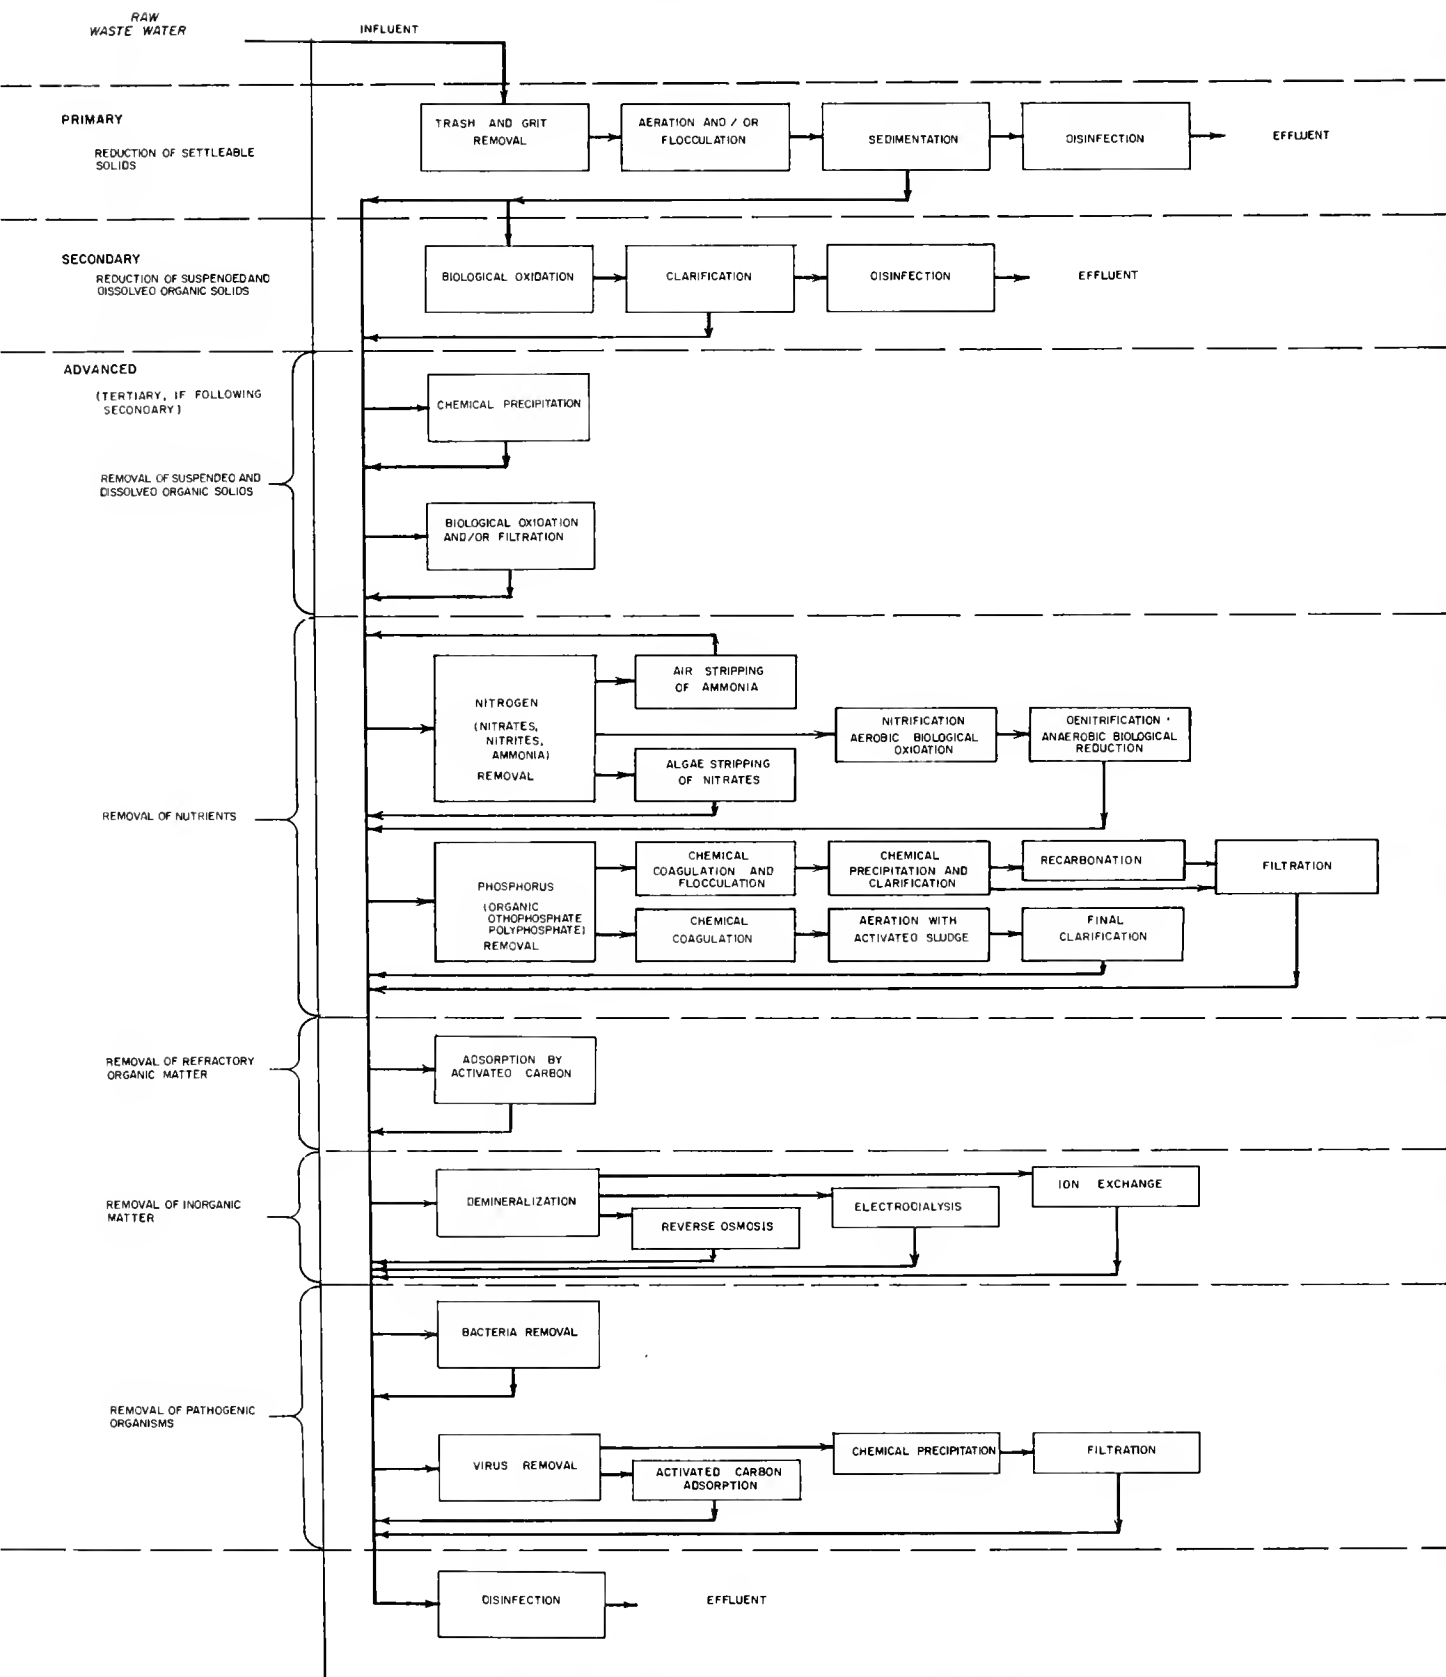 RAW
WASTE WATER
INFLUENT
PRIMARY
REDUCTION OF SETTLEABLE
SOLIDS
TRASH AND GRIT
REMOVAL
AERATION AND / OR
FLOCCULATION
SEDIMENTATION
DISINFECTION
EFFLUENT
SECONDARY
REDUCTION OF SUSPENDED AND
DISSOLVED ORGANIC SOLIDS
BIOLOGICAL OXIDATION
CLARIFICATION
DISINFECTION
EFFLUENT
ADVANCED
(TERTIARY, IF FOLLOWING
SECONDARY)
CHEMICAL PRECIPITATION
REMOVAL OF SUSPENDED AND
DISSOLVED ORGANIC SOLIDS
BIOLOGICAL OXIDATION
AND/OR FILTRATION
REMOVAL OF NUTRIENTS
NITROGEN
(NITRATES,
NITRITES,
AMMONIA)
REMOVAL
AIR STRIPPING
OF AMMONIA
NITRIFICATION
AEROBIC BIOLOGICAL
OXIDATION
DENITRIFICATION
ANAEROBIC BIOLOGICAL
REDUCTION
ALGAE STRIPPING
OF NITRATES
PHOSPHORUS
(ORGANIC
OTHOPHOSPHATE
POLYPHOSPHATE)
REMOVAL
CHEMICAL
COAGULATION AND
FLOCCULATION
CHEMICAL
PRECIPITATION AND
CLARIFICATION
RECARBONATION
FILTRATION
CHEMICAL
COAGULATION
AERATION WITH
ACTIVATED SLUDGE
FINAL
CLARIFICATION
REMOVAL OF REFRACTORY
ORGANIC MATTER
ADSORPTION BY
ACTIVATED CARBON
REMOVAL OF INORGANIC
MATTER
DEMINERALIZATION
REVERSE OSMOSIS
ELECTRODIALYSIS
ION EXCHANGE
REMOVAL OF PATHOGENIC
ORGANISMS
BACTERIA REMOVAL
VIRUS REMOVAL
ACTIVATED CARBON
ADSORPTION
CHEMICAL PRECIPITATION
FILTRATION
DISINFECTION
EFFLUENT